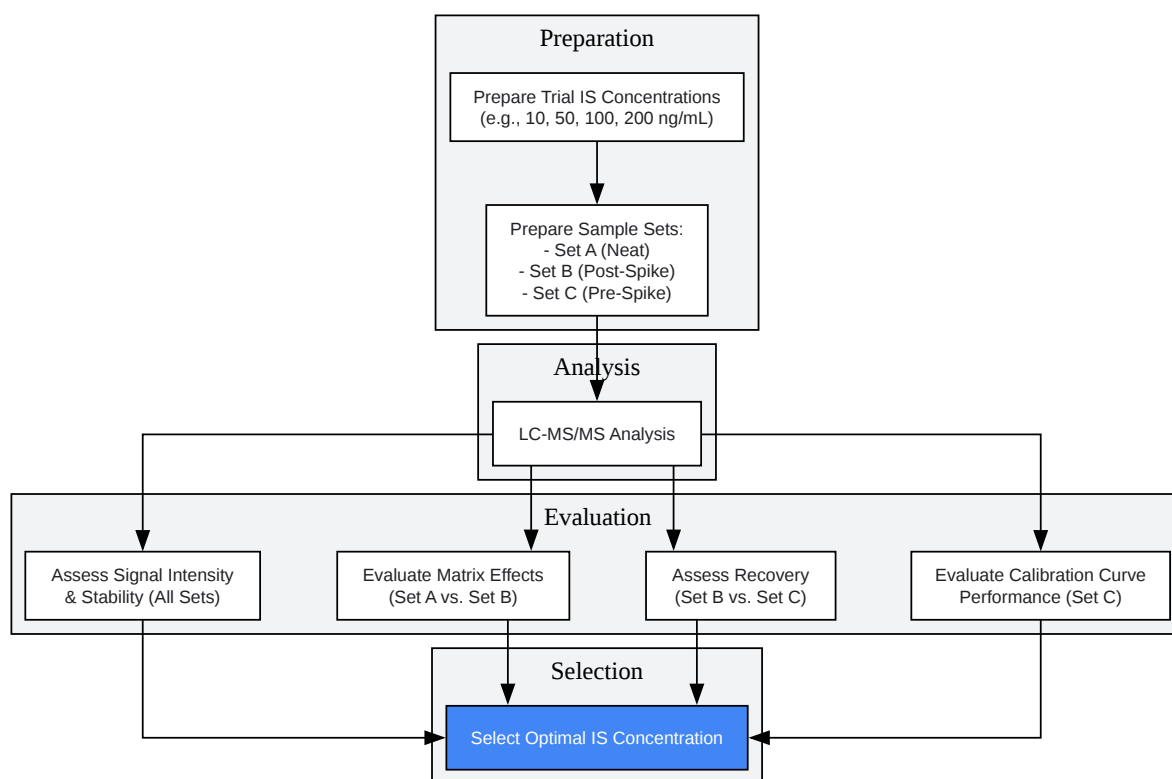 Preparation
Prepare Trial IS Concentrations
(e.g., 10, 50, 100, 200 ng/mL)
Prepare Sample Sets:
- Set A (Neat)
- Set B (Post-Spike)
- Set C (Pre-Spike)
Analysis
LC-MS/MS Analysis
Evaluation
Assess Signal Intensity
& Stability (All Sets)
Evaluate Matrix Effects
(Set A vs. Set B)
Assess Recovery
(Set B vs. Set C)
Evaluate Calibration Curve
Performance (Set C)
Selection
Select Optimal IS Concentration